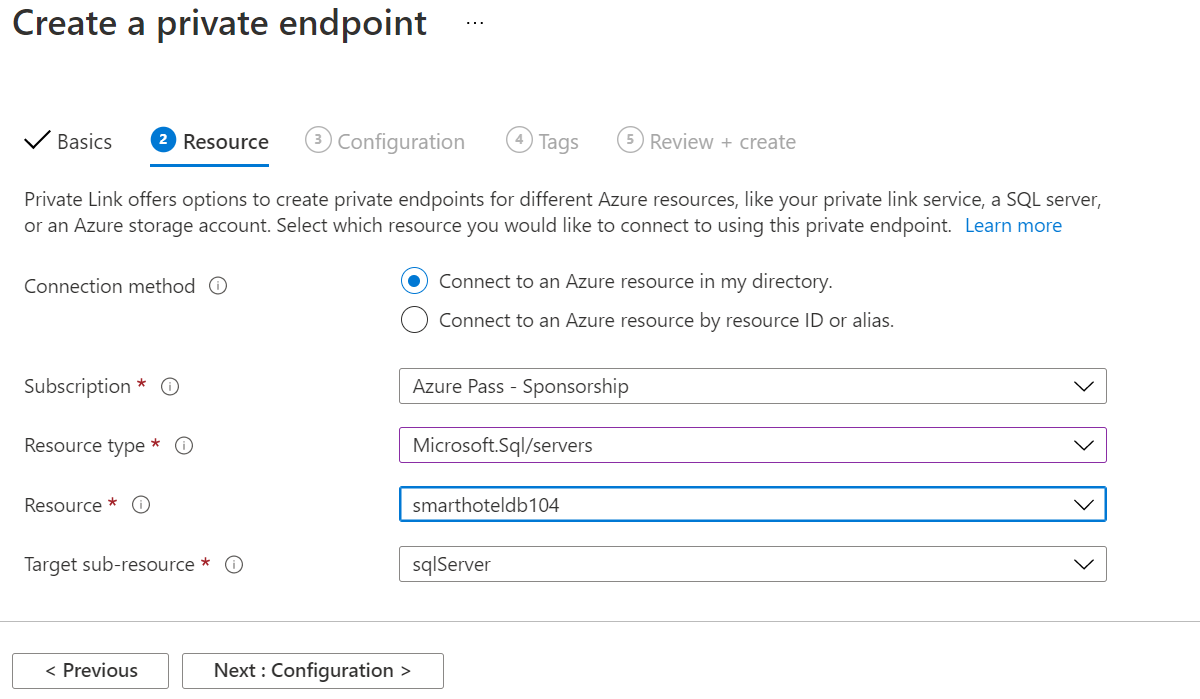 Create a private endpoint ...
Basics 2 Resource 3 Configuration 4 Tags 5 Review + create
Private Link offers options to create private endpoints for different Azure resources, like your private link service, a SQL server,
or an Azure storage account. Select which resource you would like to connect to using this private endpoint. Learn more
Connection method
Connect to an Azure resource in my directory.
Connect to an Azure resource by resource ID or alias.
Subscription * Azure Pass - Sponsorship
Resource type * Microsoft.Sql/servers
Resource * smarthoteldb104
Target sub-resource * sqlServer
< Previous Next : Configuration >